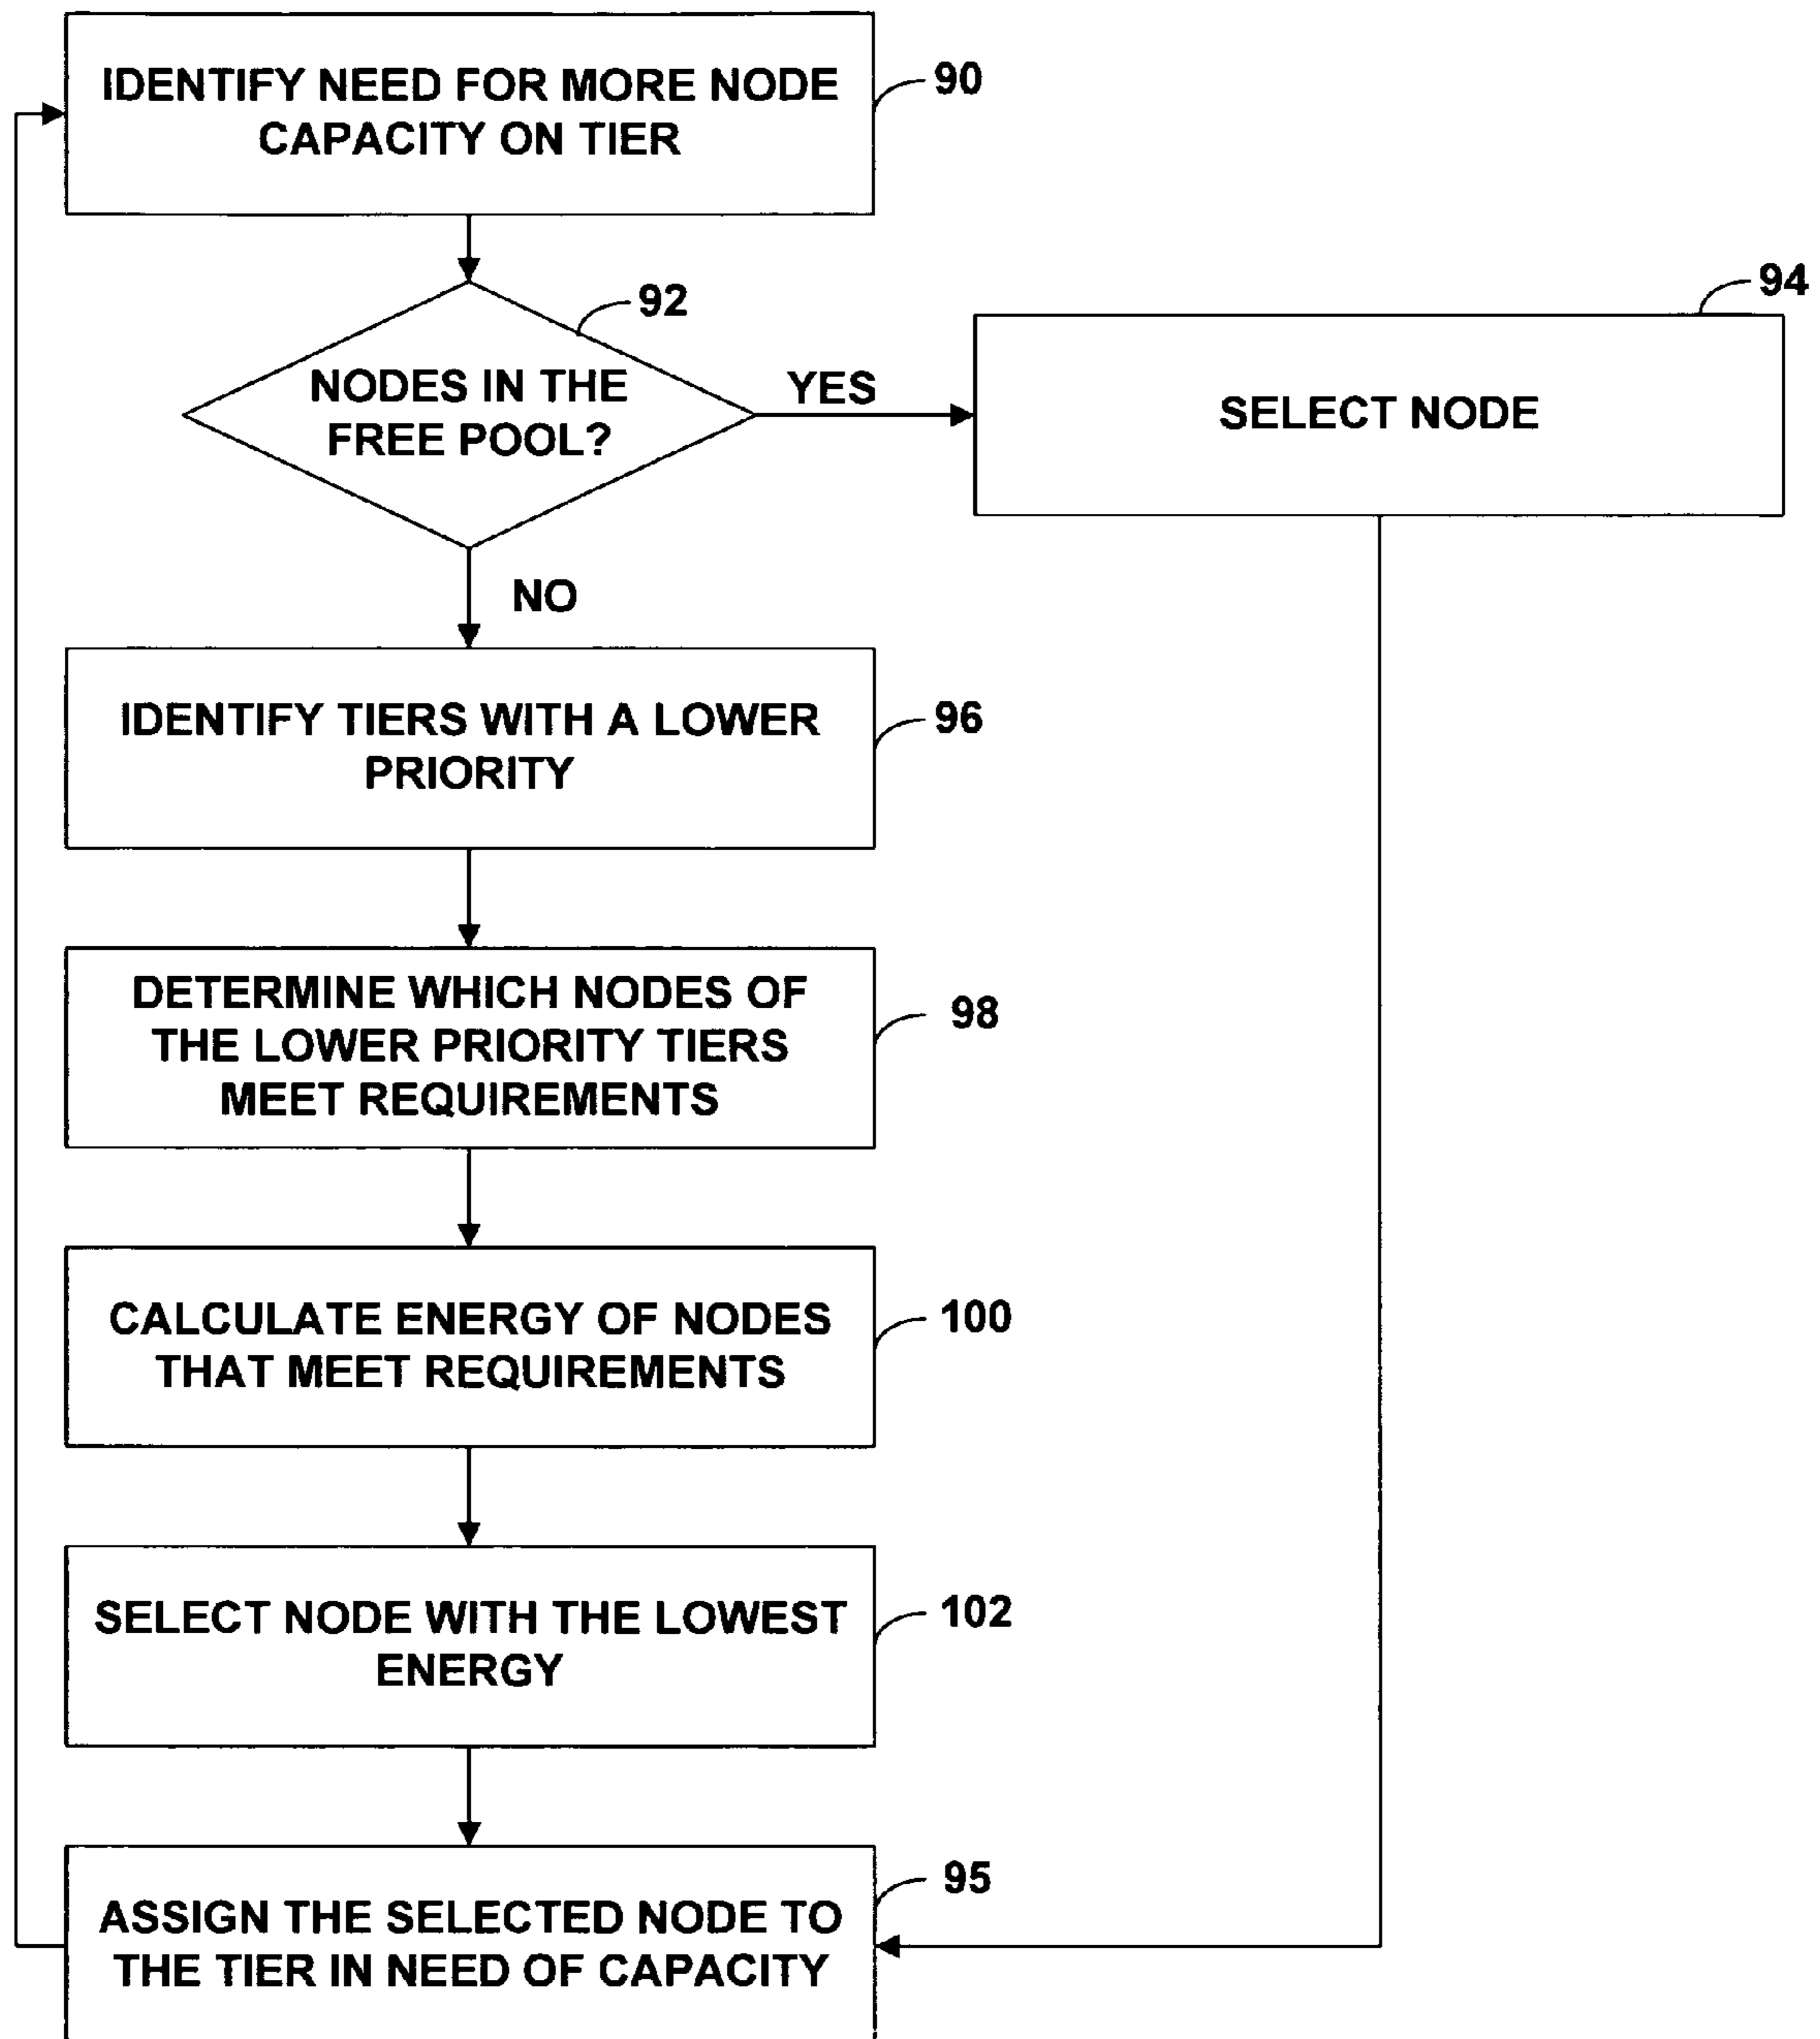 IDENTIFY NEED FOR MORE NODE
CAPACITY ON TIER
90
92
NODES IN THE
FREE POOL?
YES
94
SELECT NODE
NO
IDENTIFY TIERS WITH A LOWER
PRIORITY
96
DETERMINE WHICH NODES OF
THE LOWER PRIORITY TIERS
MEET REQUIREMENTS
98
CALCULATE ENERGY OF NODES
THAT MEET REQUIREMENTS
100
SELECT NODE WITH THE LOWEST
ENERGY
102
ASSIGN THE SELECTED NODE TO
THE TIER IN NEED OF CAPACITY
95